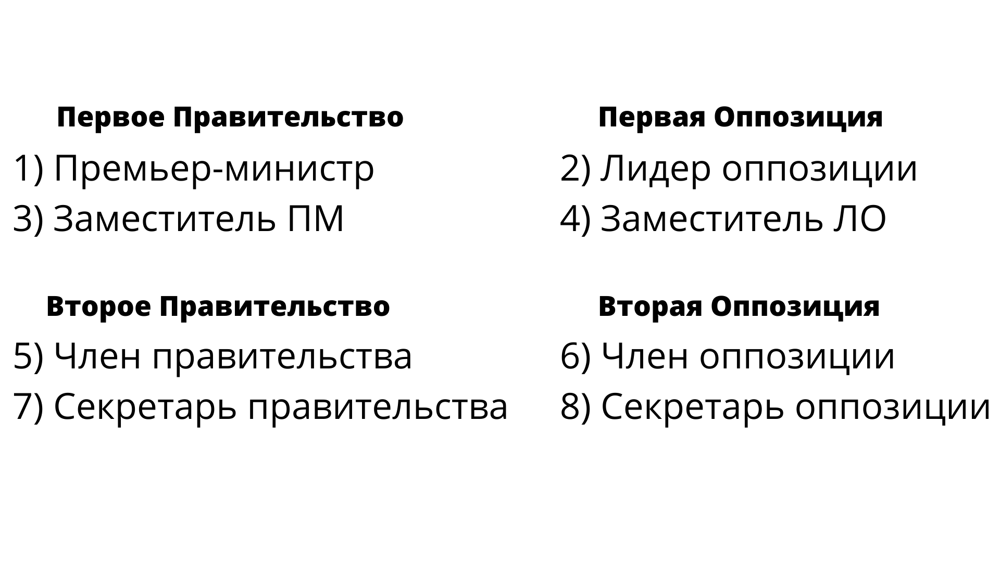 Первое Правительство
1) Премьер-министр
3) Заместитель ПМ
Первая Оппозиция
2) Лидер оппозиции
4) Заместитель ЛО
Второе Правительство
5) Член правительства
7) Секретарь правительства
Вторая Оппозиция
6) Член оппозиции
8) Секретарь оппозиции